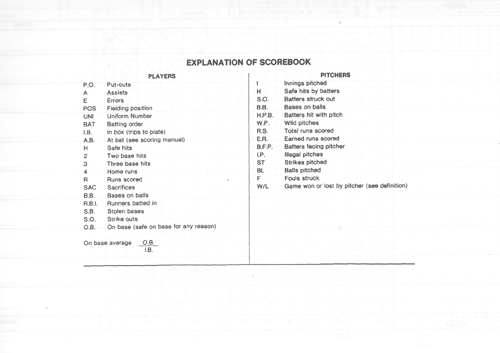 EXPLANATION OF SCOREBOOK
PLAYERS
P.O. Put-outs
A Assists
E Errors
POS Fielding position
UNI Uniform Number
BAT Batting order
I.B. In box (trips to plate)
A.B. At bat (see scoring manual)
H Safe hits
2 Two base hits
3 Three base hits
4 Home runs
R Runs scored
SAC Sacrifices
B.B. Bases on balls
R.B.I. Runners batted in
S.B. Stolen bases
S.O. Strike outs
O.B. On base (safe on base for any reason)
On base average O.B.
I.B.
PITCHERS
I Innings pitched
H Safe hits by batters
S.O. Batters struck out
B.B. Bases on balls
H.P.B. Batters hit with pitch
W.P. Wild pitches
R.S. Total runs scored
E.R. Earned runs scored
B.F.P. Batters facing pitcher
I.P. Illegal pitches
ST Strikes pitched
BL Balls pitched
F Fouls struck
W/L Game won or lost by pitcher (see definition)